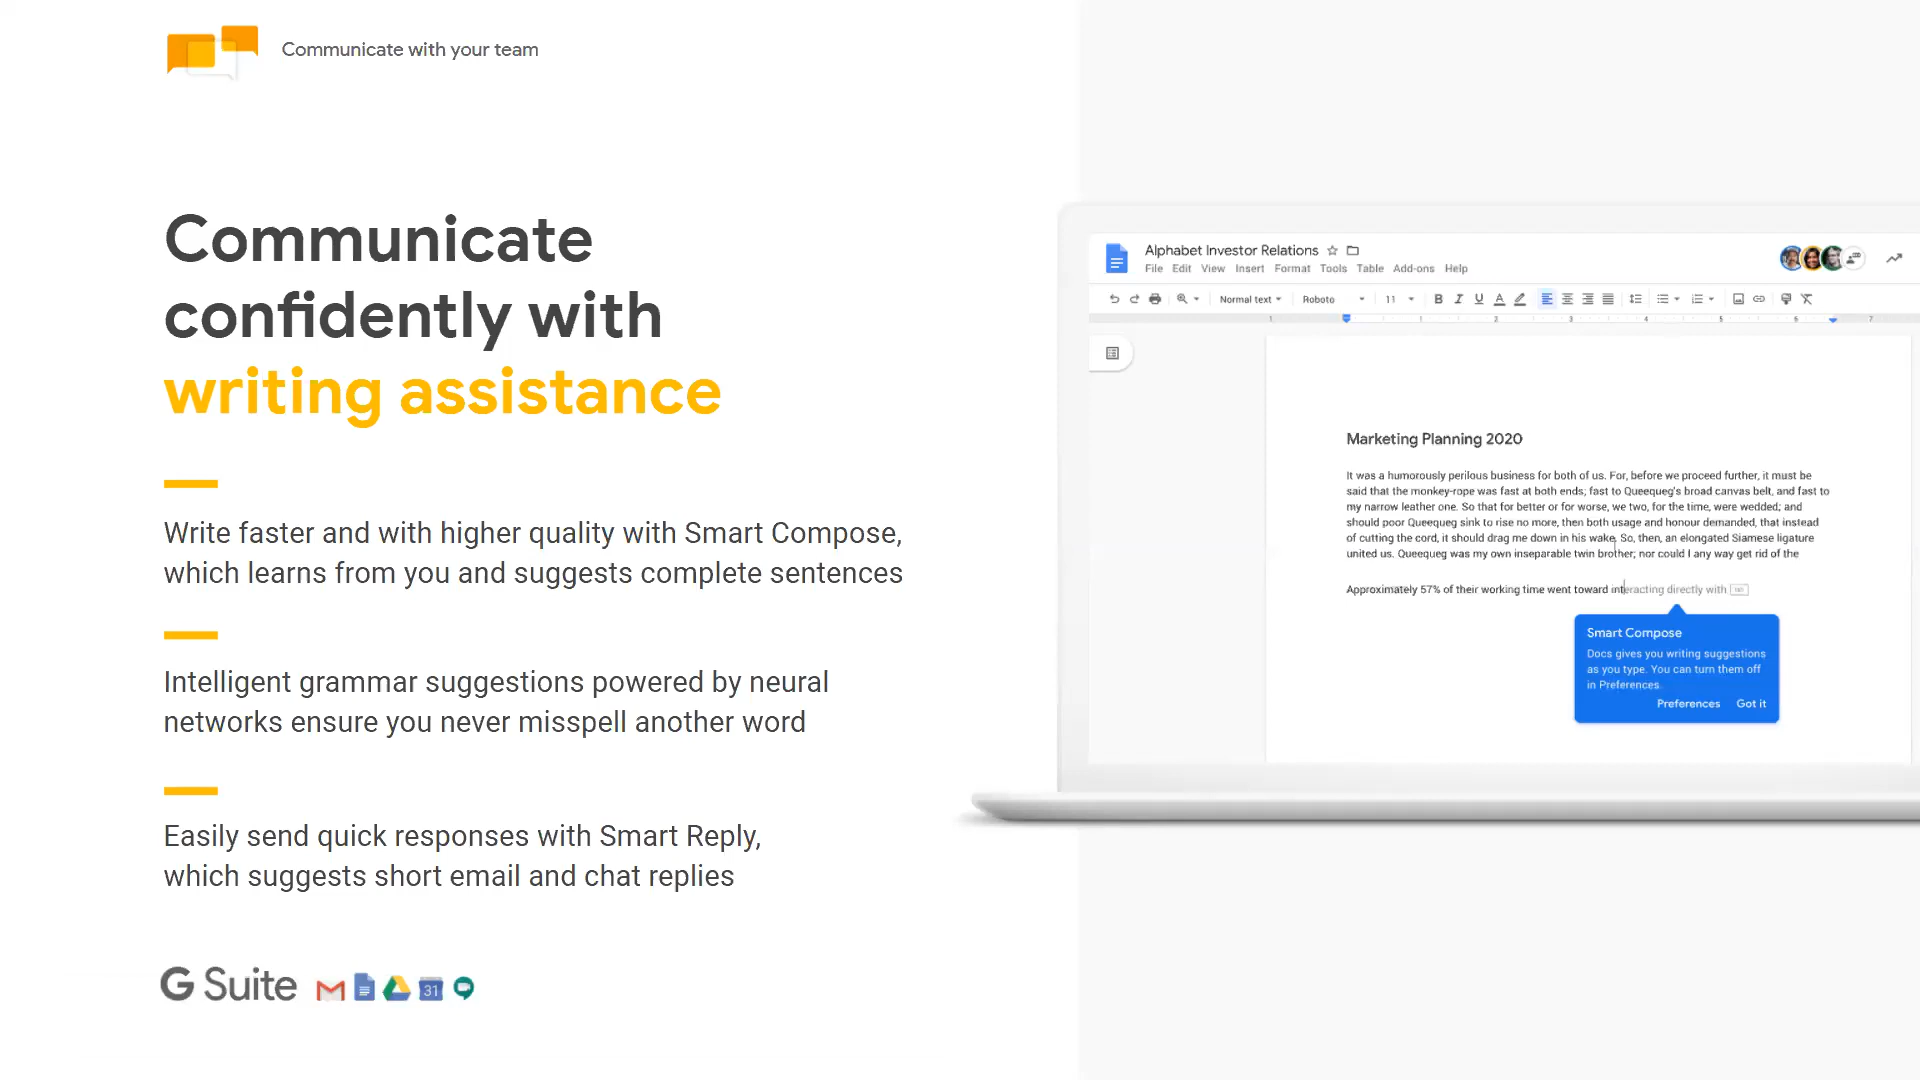 Communicate with your team
Communicate
confidently with
writing assistance
Write faster and with higher quality with Smart Compose,
which learns from you and suggests complete sentences
Intelligent grammar suggestions powered by neural
networks ensure you never misspell another word
Easily send quick responses with Smart Reply,
which suggests short email and chat replies
G Suite
31
Alphabet Investor Relations
File Edit View Insert Format Tools Table Add-ons Help
Normal text Roboto 11 B I U A
1 1 2 3 4 5 6 7
Marketing Planning 2020
It was a humorously perilous business for both of us. For, before we proceed further, it must be
said that the monkey-rope was fast at both ends; fast to Queequeg's broad canvas belt, and fast to
my narrow leather one. So that for better or for worse, we two, for the time, were wedded; and
should poor Queequeg sink to rise no more, then both usage and honour demanded, that instead
of cutting the cord, it should drag me down in his wake. So, then, an elongated Siamese ligature
united us. Queequeg was my own inseparable twin brother; nor could I any way get rid of the
Approximately 57% of their working time went toward interacting directly with
Smart Compose
Docs gives you writing suggestions
as you type. You can turn them off
in Preferences.
Preferences Got it